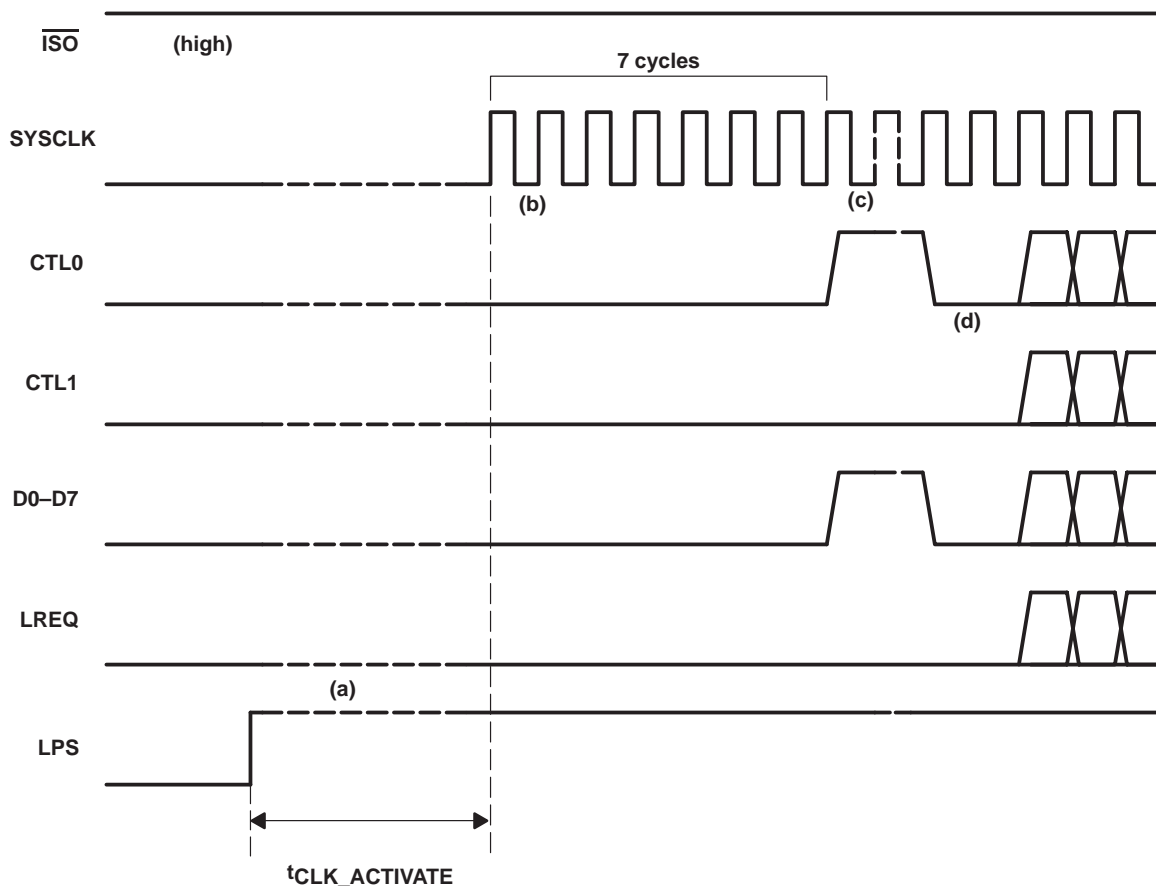 ISO
(high)
7 cycles
SYSCLK
(b)
(c)
CTL0
(d)
CTL1
D0–D7
LREQ
(a)
LPS
tCLK_ACTIVATE